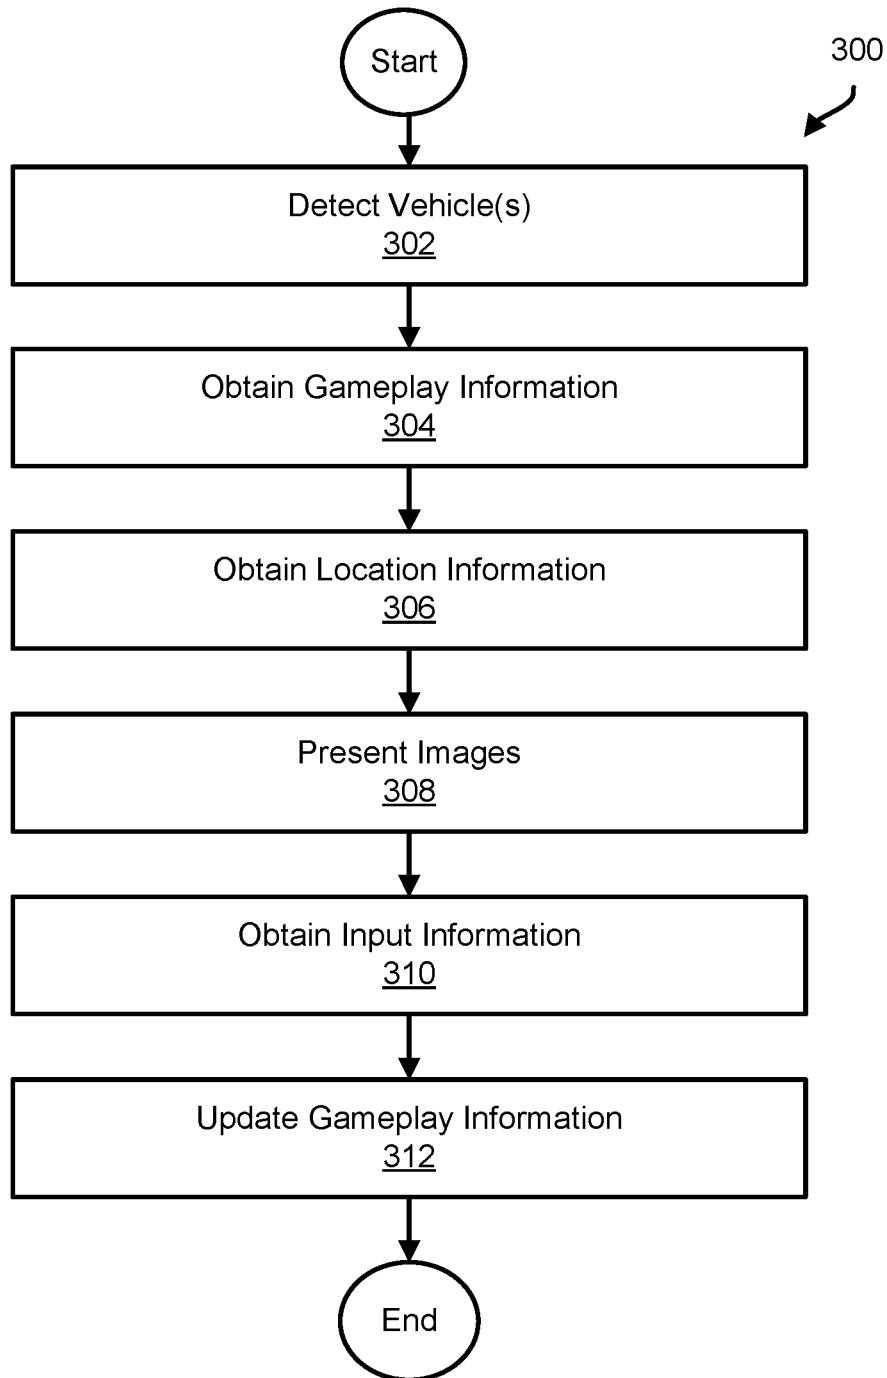 Start
300
Detect Vehicle(s)
302
Obtain Gameplay Information
304
Obtain Location Information
306
Present Images
308
Obtain Input Information
310
Update Gameplay Information
312
End